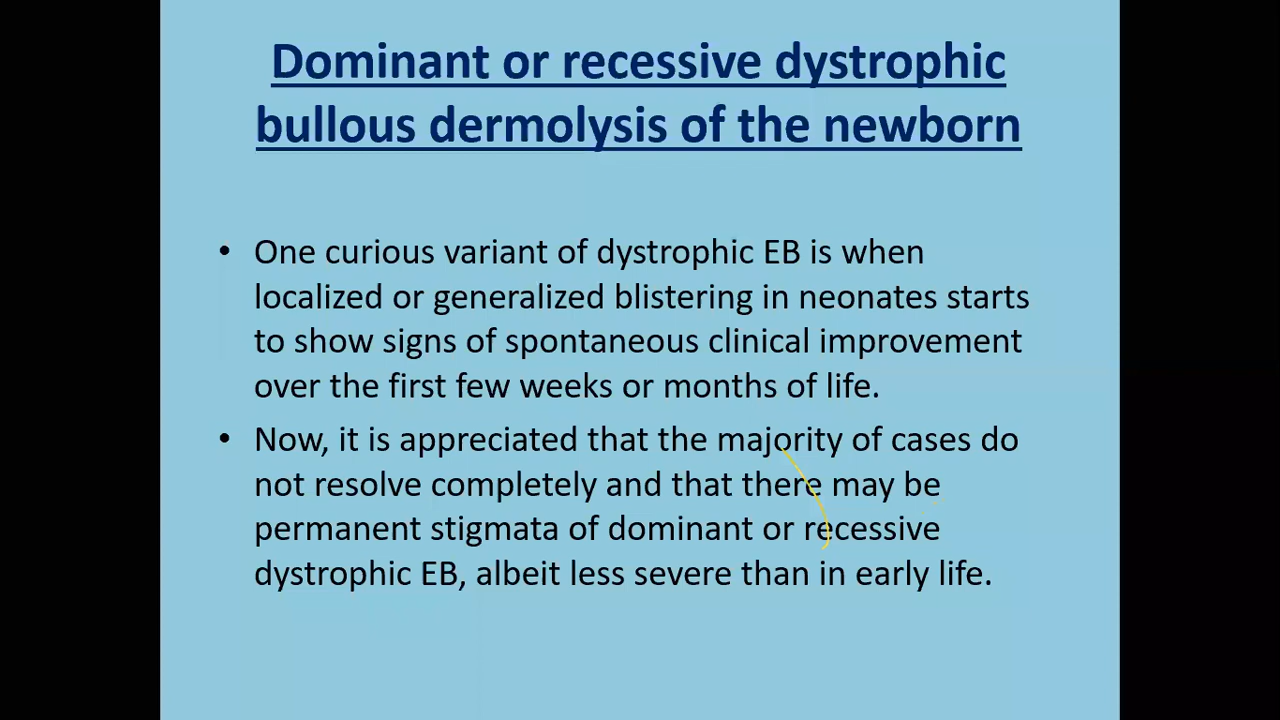 Dominant or recessive dystrophic
bullous dermolysis of the newborn
• One curious variant of dystrophic EB is when
localized or generalized blistering in neonates starts
to show signs of spontaneous clinical improvement
over the first few weeks or months of life.
• Now, it is appreciated that the majority of cases do
not resolve completely and that there may be
permanent stigmata of dominant or recessive
dystrophic EB, albeit less severe than in early life.